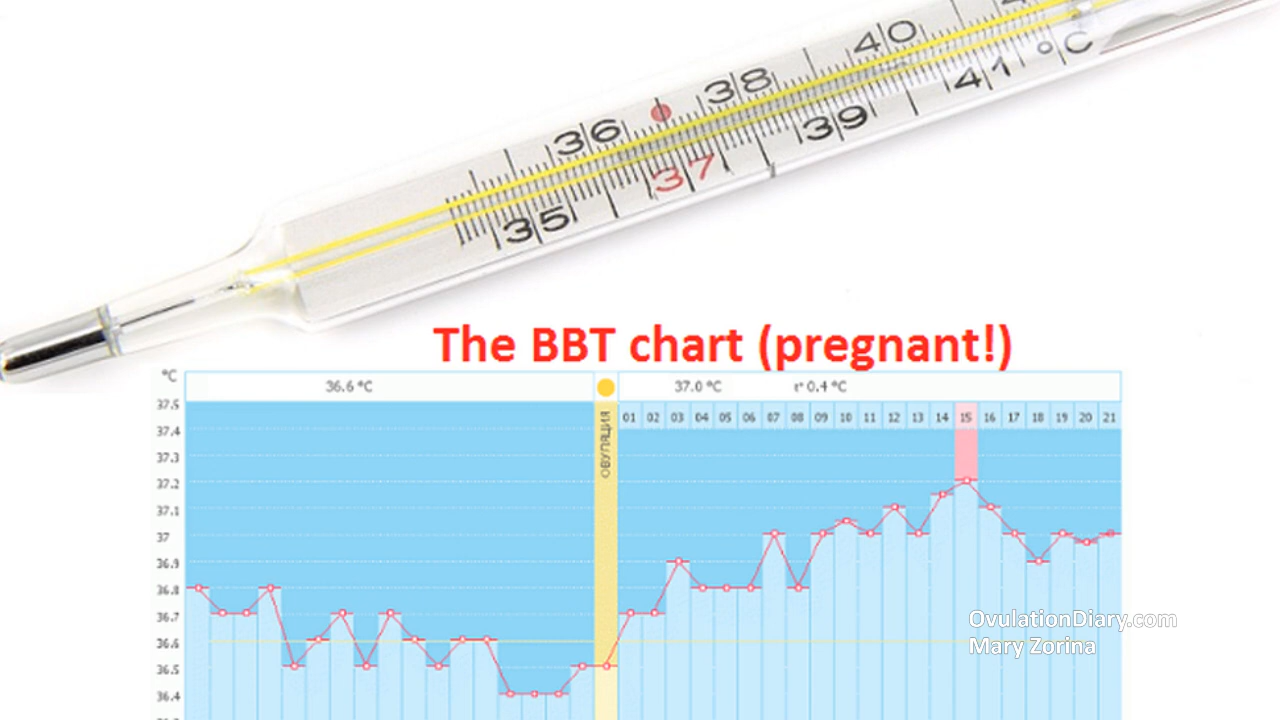 40
38
36
°C
41
39
37
35
The BBT chart (pregnant!)
°C
36.6 °C
37.0 °C
t° 0.4 °C
37.5
ОВУЛЯЦИЯ
01 02 03 04 05 06 07 08 09 10 11 12 13 14 15 16 17 18 19 20 21
37.4
37.3
37.2
37.1
37
36.9
36.8
36.7
36.6
36.5
36.4
OvulationDiary.com
Mary Zorina